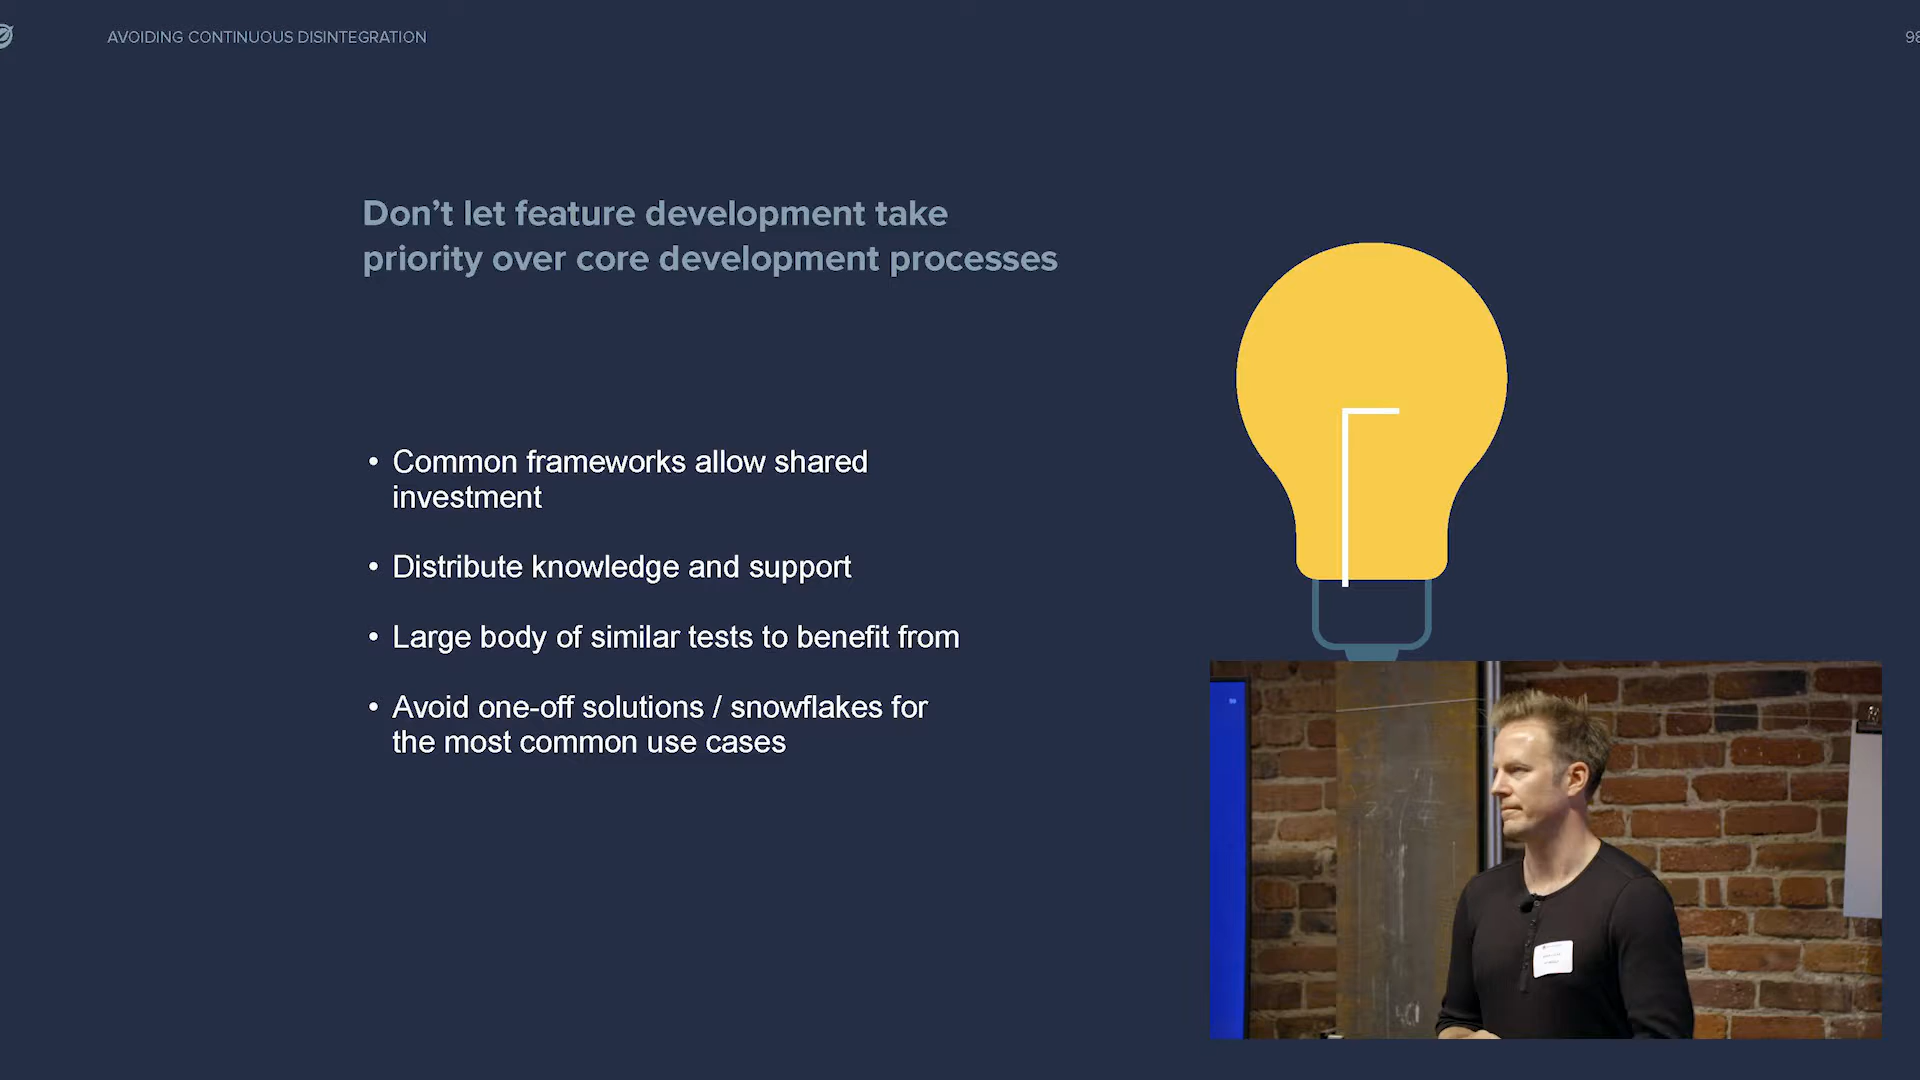 AVOIDING CONTINUOUS DISINTEGRATION
98
Don’t let feature development take
priority over core development processes
• Common frameworks allow shared
investment
• Distribute knowledge and support
• Large body of similar tests to benefit from
• Avoid one-off solutions / snowflakes for
the most common use cases